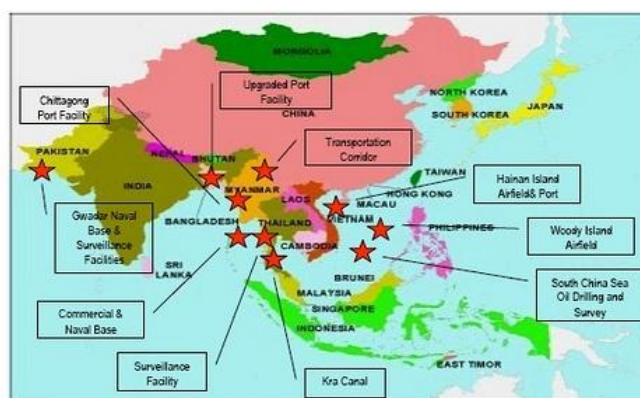 MONGOLIA
Upgraded Port
Facility
Chittagong
Port Facility
CHINA
NORTH KOREA
SOUTH KOREA
JAPAN
Transportation
Corridor
PAKISTAN
NEPAL
BHUTAN
TAIWAN
INDIA
MYANMAR
LAOS
HONG KONG
MACAU
Hainan Island
Airfield& Port
BANGLADESH
THAILAND
VIETNAM
PHILIPPINES
Gwadar Naval
Base &
Surveillance
Facilities
CAMBODIA
Woody Island
Airfield
SRI
LANKA
BRUNEI
MALAYSIA
SINGAPORE
INDONESIA
South China Sea
Oil Drilling and
Survey
Commercial &
Naval Base
Surveillance
Facility
Kra Canal
EAST TIMOR